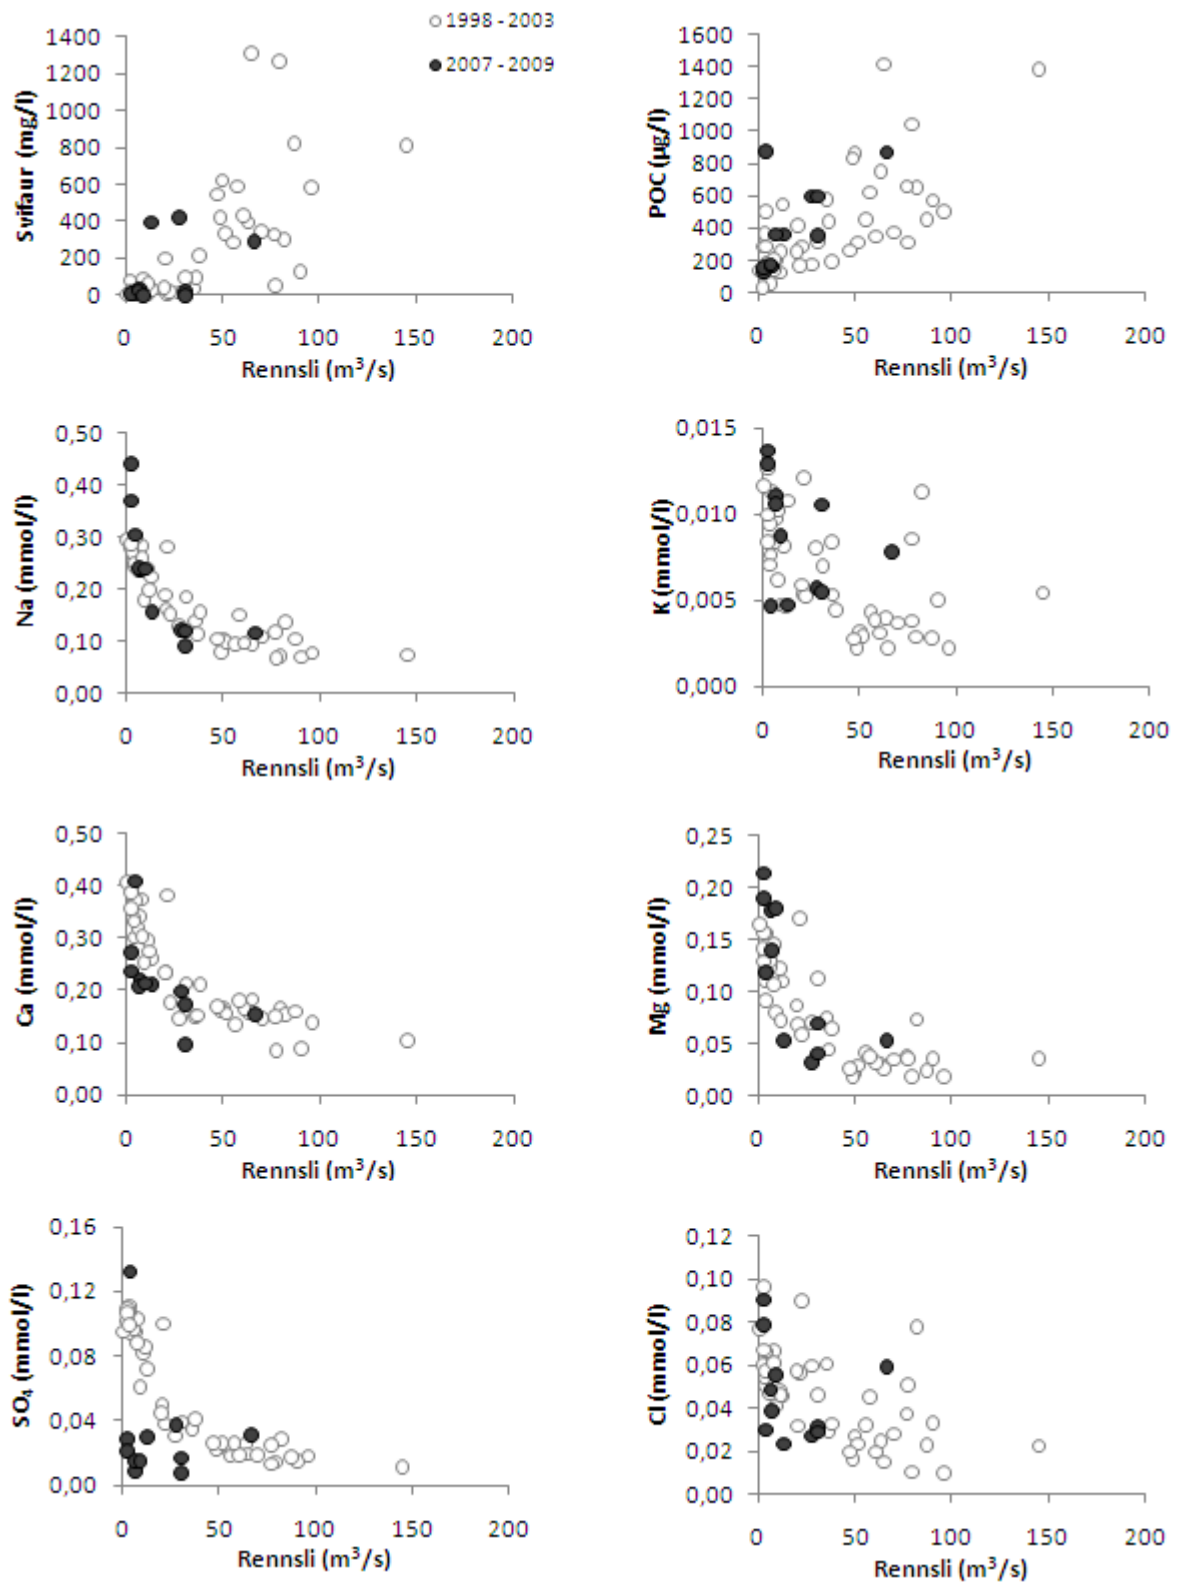 ○ 1998 - 2003
● 2007 - 2009
Svifaur (mg/l)
1400
1200
1000
800
600
400
200
0
0 50 100 150 200
Rennsli (m³/s)
POC (µg/l)
1600
1400
1200
1000
800
600
400
200
0
0 50 100 150 200
Rennsli (m³/s)
Na (mmol/l)
0,50
0,40
0,30
0,20
0,10
0,00
0 50 100 150 200
Rennsli (m³/s)
K (mmol/l)
0,015
0,010
0,005
0,000
0 50 100 150 200
Rennsli (m³/s)
Ca (mmol/l)
0,50
0,40
0,30
0,20
0,10
0,00
0 50 100 150 200
Rennsli (m³/s)
Mg (mmol/l)
0,25
0,20
0,15
0,10
0,05
0,00
0 50 100 150 200
Rennsli (m³/s)
SO₄ (mmol/l)
0,16
0,12
0,08
0,04
0,00
0 50 100 150 200
Rennsli (m³/s)
Cl (mmol/l)
0,12
0,10
0,08
0,06
0,04
0,02
0,00
0 50 100 150 200
Rennsli (m³/s)